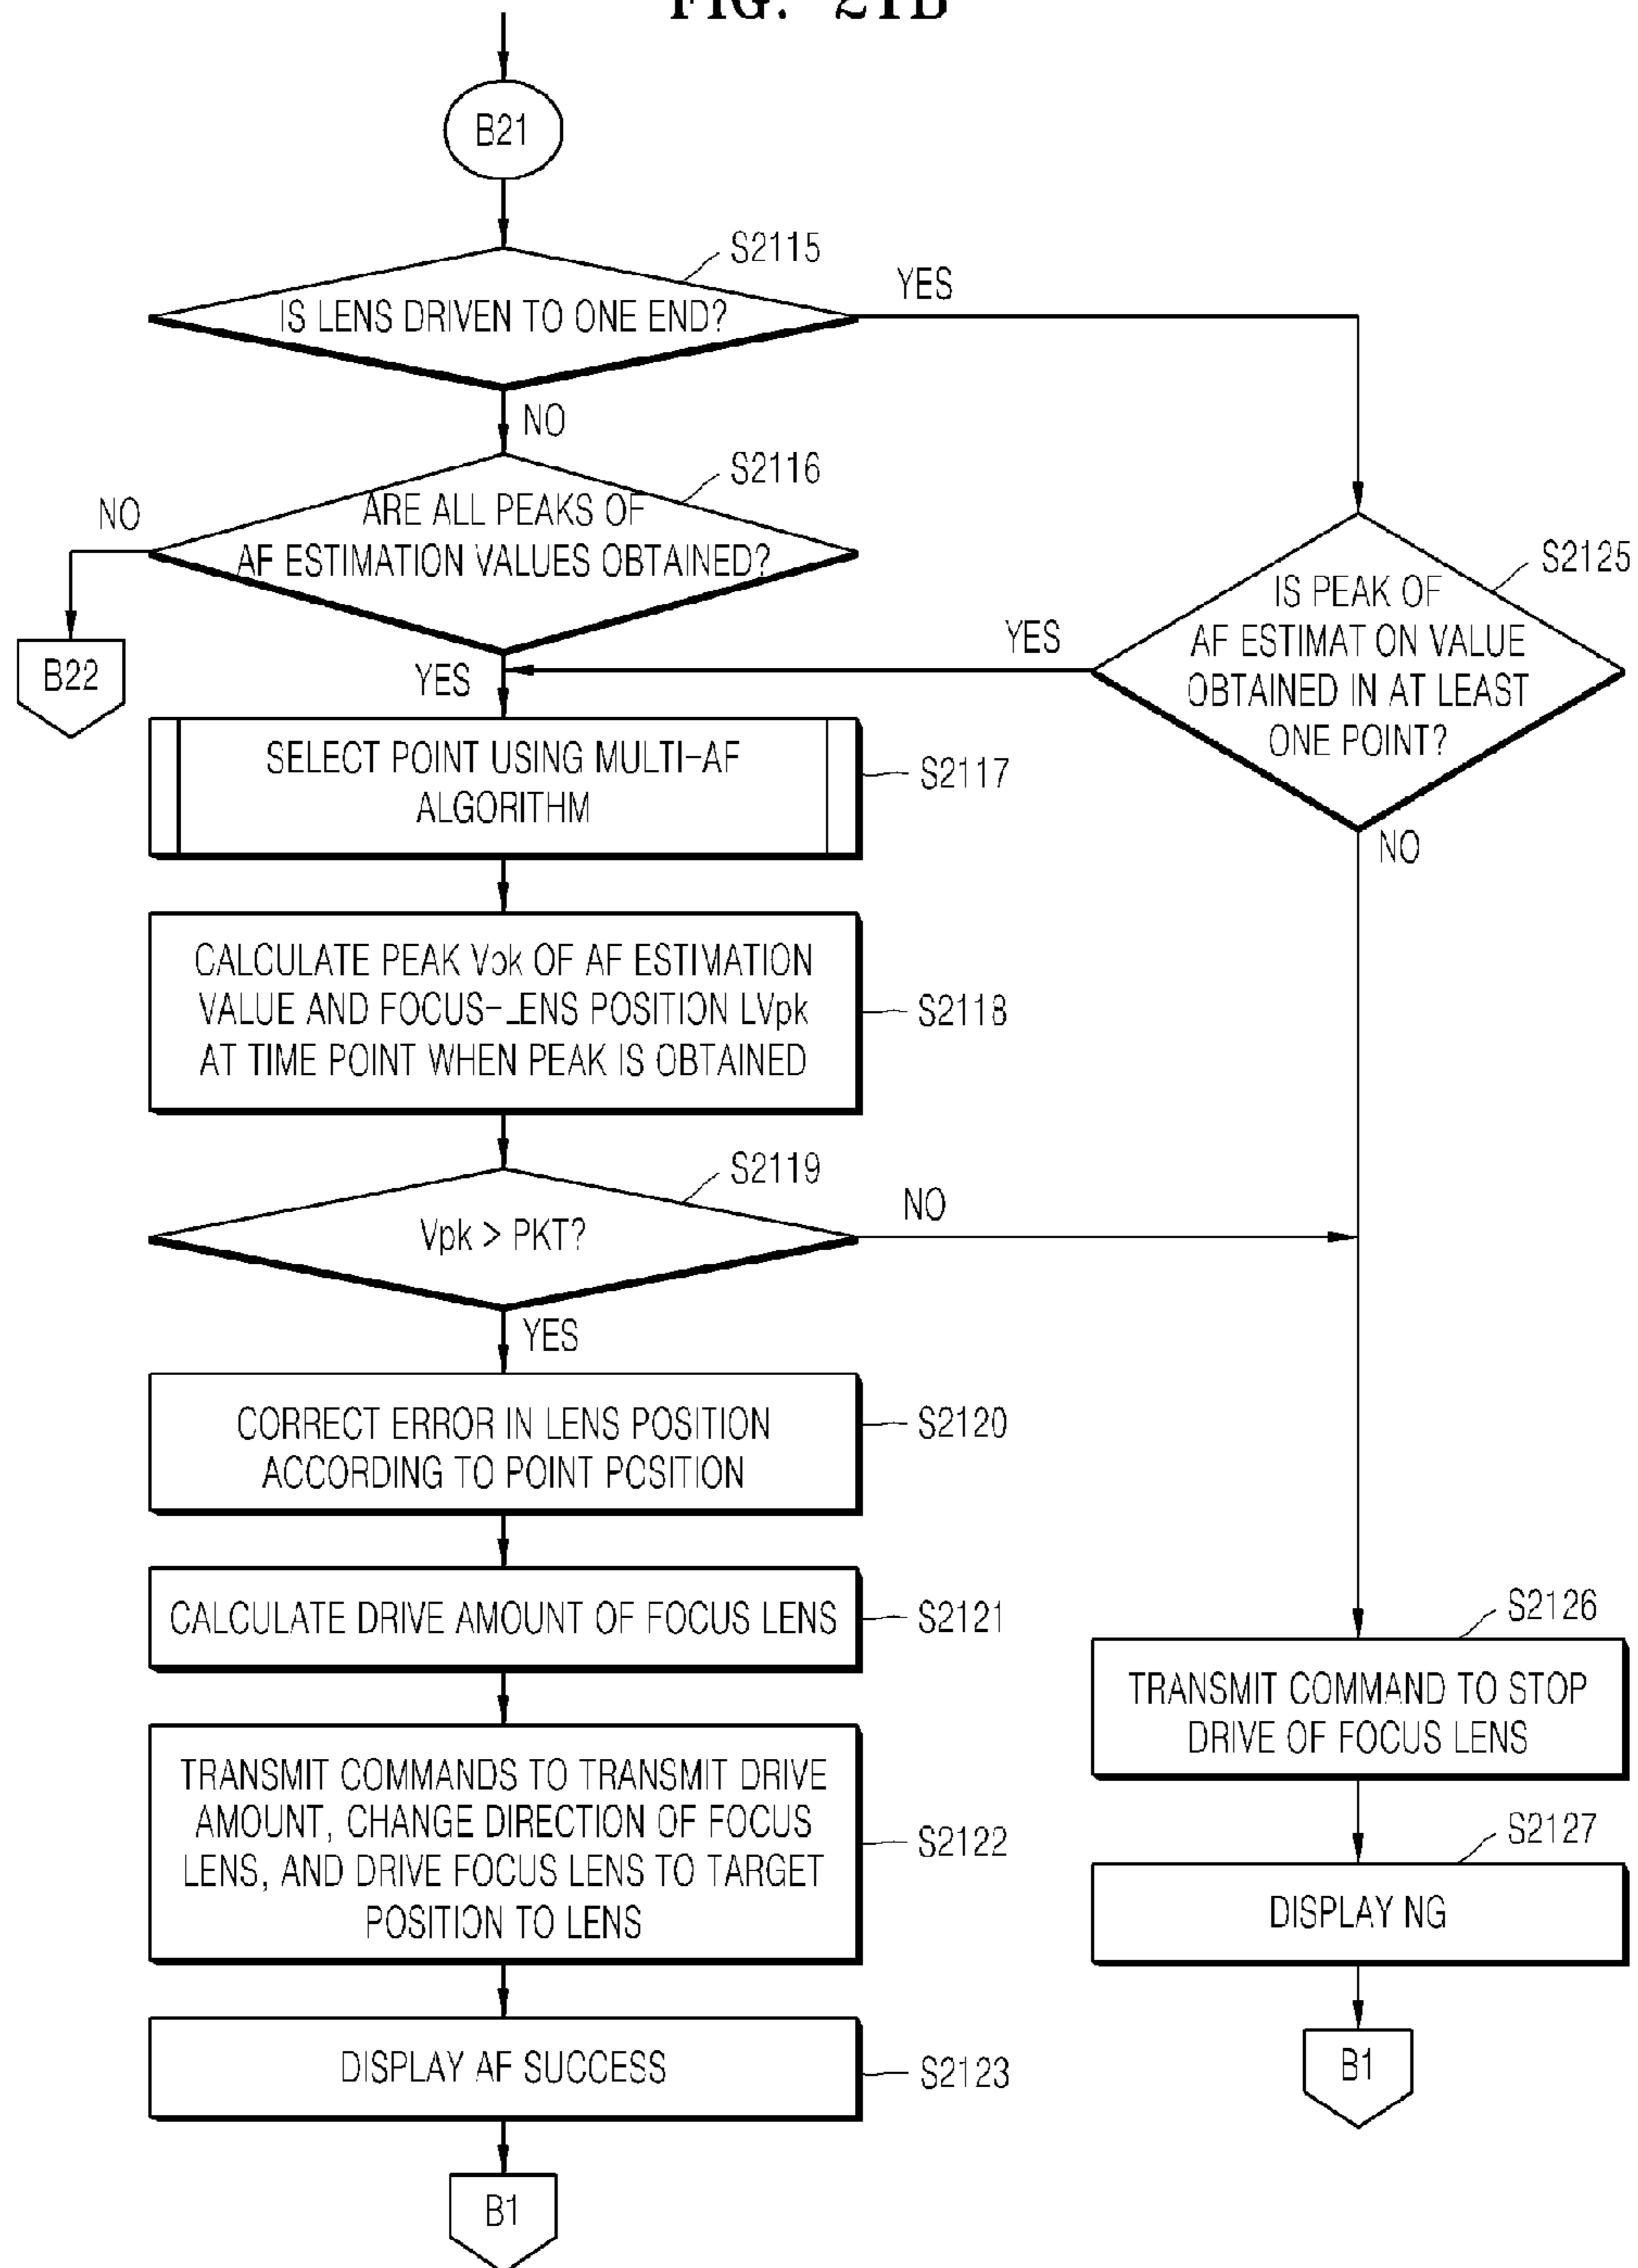 FIG. 21B
B21
S2115
IS LENS DRIVEN TO ONE END?
YES
NO
S2116
ARE ALL PEAKS OF
AF ESTIMATION VALUES OBTAINED?
NO
B22
YES
S2125
IS PEAK OF
AF ESTIMAT ON VALUE
OBTAINED IN AT LEAST
ONE POINT?
YES
NO
SELECT POINT USING MULTI-AF
ALGORITHM
S2117
CALCULATE PEAK Vpk OF AF ESTIMATION
VALUE AND FOCUS-LENS POSITION LVpk
AT TIME POINT WHEN PEAK IS OBTAINED
S2118
S2119
Vpk > PKT?
NO
YES
CORRECT ERROR IN LENS POSITION
ACCORDING TO POINT POSITION
S2120
CALCULATE DRIVE AMOUNT OF FOCUS LENS
S2121
TRANSMIT COMMANDS TO TRANSMIT DRIVE
AMOUNT, CHANGE DIRECTION OF FOCUS
LENS, AND DRIVE FOCUS LENS TO TARGET
POSITION TO LENS
S2122
DISPLAY AF SUCCESS
S2123
B1
S2126
TRANSMIT COMMAND TO STOP
DRIVE OF FOCUS LENS
S2127
DISPLAY NG
B1